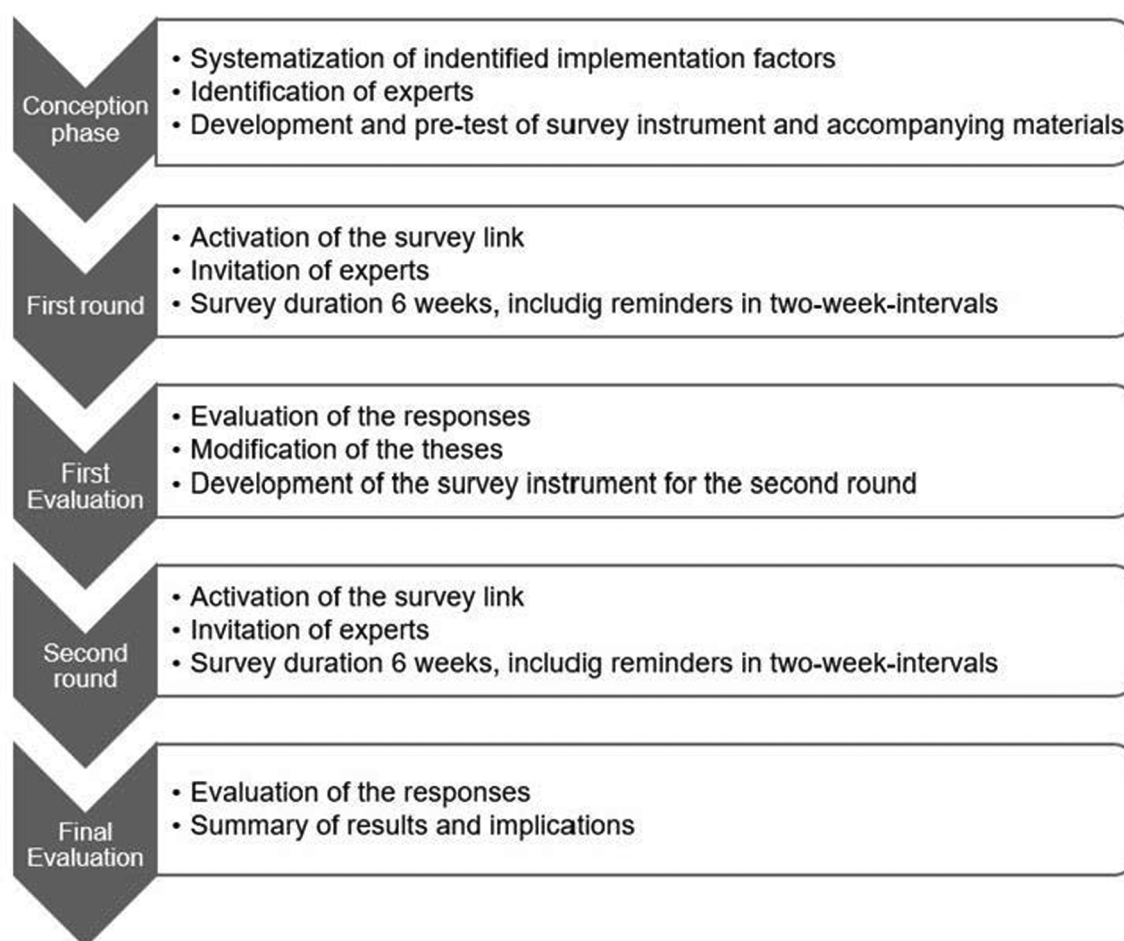 Conception
phase
• Systematization of indentified implementation factors
• Identification of experts
• Development and pre-test of survey instrument and accompanying materials
First round
• Activation of the survey link
• Invitation of experts
• Survey duration 6 weeks, includig reminders in two-week-intervals
First
Evaluation
• Evaluation of the responses
• Modification of the theses
• Development of the survey instrument for the second round
Second
round
• Activation of the survey link
• Invitation of experts
• Survey duration 6 weeks, includig reminders in two-week-intervals
Final
Evaluation
• Evaluation of the responses
• Summary of results and implications